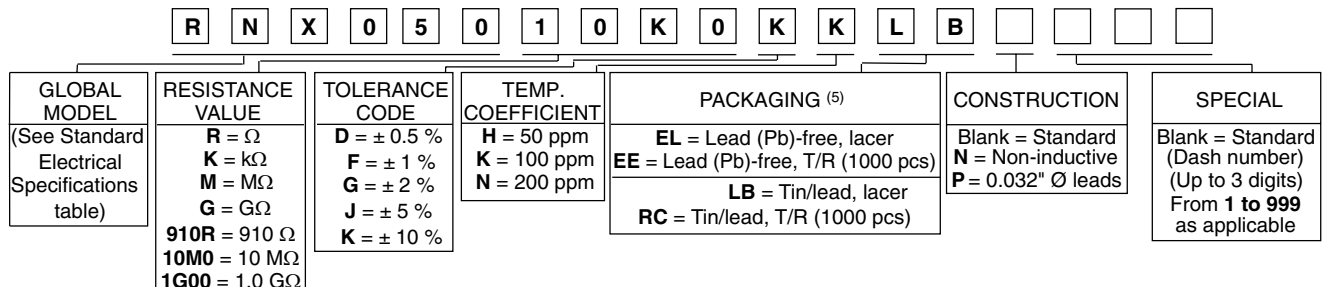 R N X 0 5 0 1 0 K 0 K K L B
GLOBAL
MODEL
(See Standard
Electrical
Specifications
table)
RESISTANCE
VALUE
R = Ω
K = kΩ
M = MΩ
G = GΩ
910R = 910 Ω
10M0 = 10 MΩ
1G00 = 1.0 GΩ
TOLERANCE
CODE
D = ± 0.5 %
F = ± 1 %
G = ± 2 %
J = ± 5 %
K = ± 10 %
TEMP.
COEFFICIENT
H = 50 ppm
K = 100 ppm
N = 200 ppm
PACKAGING (5)
EL = Lead (Pb)-free, lacer
EE = Lead (Pb)-free, T/R (1000 pcs)
LB = Tin/lead, lacer
RC = Tin/lead, T/R (1000 pcs)
CONSTRUCTION
Blank = Standard
N = Non-inductive
P = 0.032" Ø leads
SPECIAL
Blank = Standard
(Dash number)
(Up to 3 digits)
From 1 to 999
as applicable